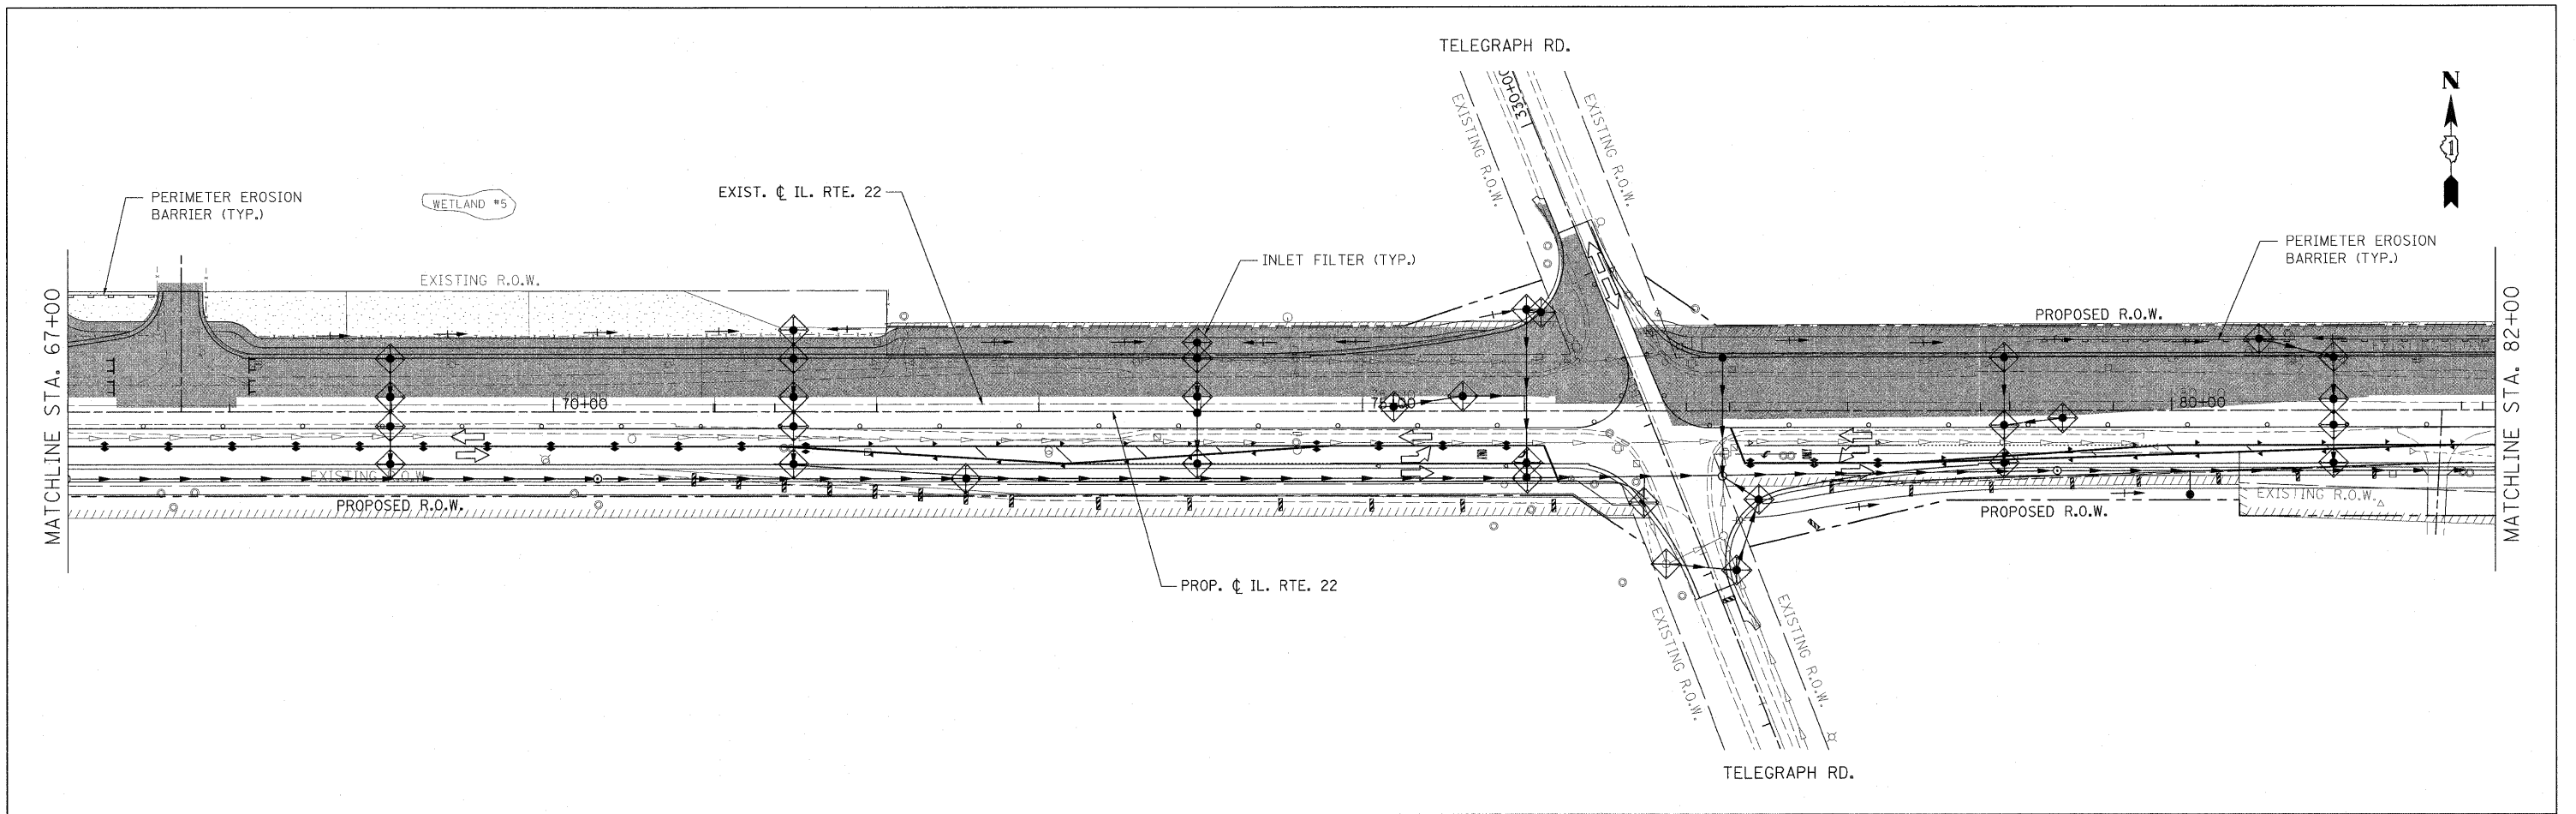 TELEGRAPH RD.
N
1
330+00
EXISTING R.O.W.
EXISTING R.O.W.
PERIMETER EROSION
BARRIER (TYP.)
WETLAND #5
EXIST. ℄ IL. RTE. 22
INLET FILTER (TYP.)
PERIMETER EROSION
BARRIER (TYP.)
EXISTING R.O.W.
PROPOSED R.O.W.
MATCHLINE STA. 67+00
MATCHLINE STA. 82+00
70+00
75+00
80+00
EXISTING R.O.W.
PROPOSED R.O.W.
EXISTING R.O.W.
PROPOSED R.O.W.
PROP. ℄ IL. RTE. 22
EXISTING R.O.W.
EXISTING R.O.W.
TELEGRAPH RD.